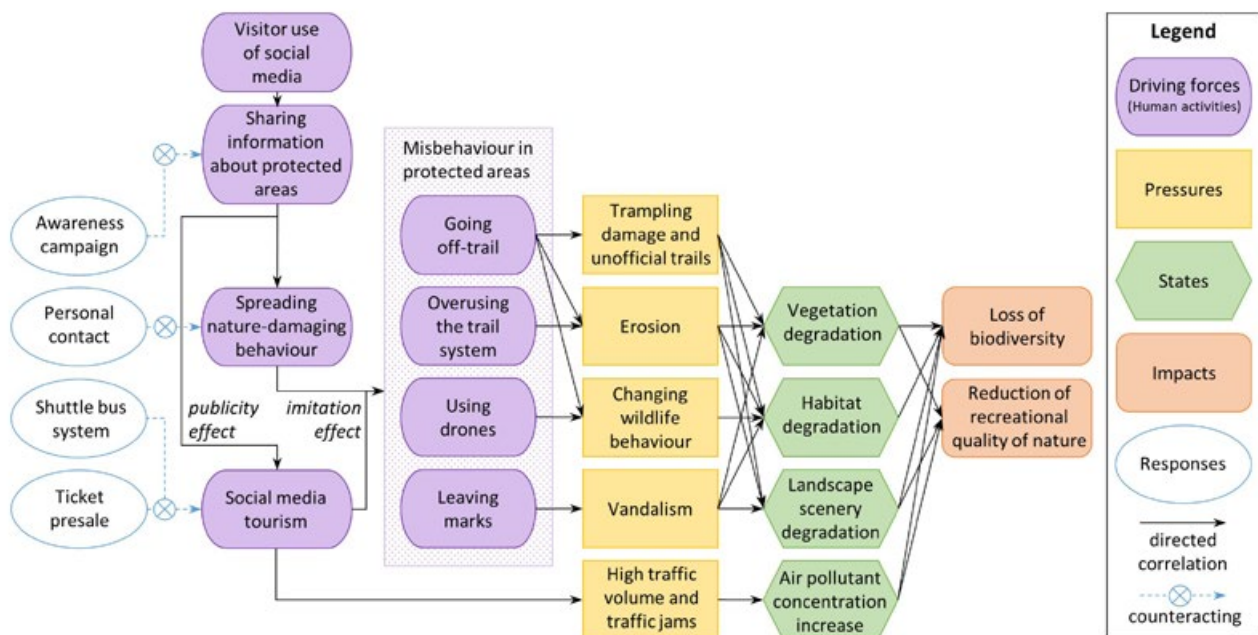 Visitor use
of social
media
Sharing
information
about protected
areas
Awareness
campaign
Personal
contact
Spreading
nature-damaging
behaviour
Shuttle bus
system
publicity
effect
imitation
effect
Ticket
presale
Social media
tourism
Misbehaviour in
protected areas
Going
off-trail
Overusing
the trail
system
Using
drones
Leaving
marks
Trampling
damage and
unofficial trails
Erosion
Changing
wildlife
behaviour
Vandalism
High traffic
volume and
traffic jams
Vegetation
degradation
Habitat
degradation
Landscape
scenery
degradation
Air pollutant
concentration
increase
Loss of
biodiversity
Reduction of
recreational
quality of nature
Legend
Driving forces
(Human activities)
Pressures
States
Impacts
Responses
directed
correlation
counteracting